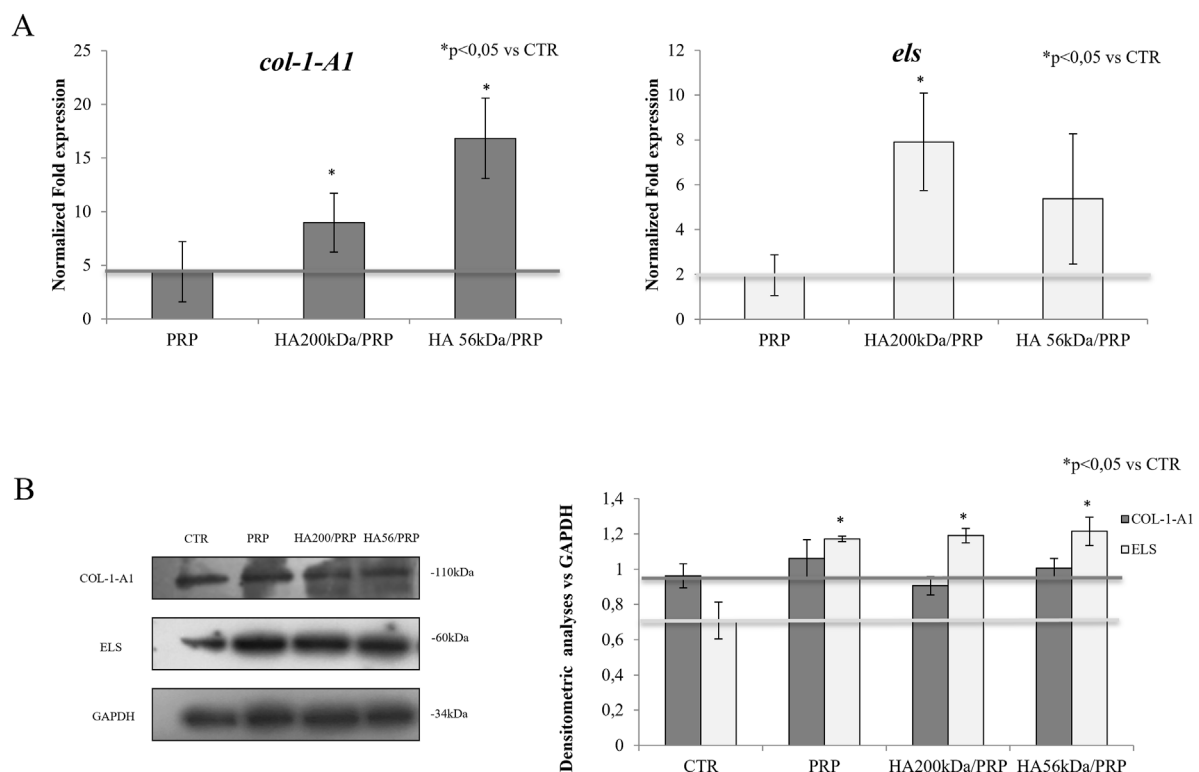 A
col-1-A1
*p<0,05 vs CTR
Normalized Fold expression
25
20
15
10
5
0
*
*
PRP
HA200kDa/PRP
HA 56kDa/PRP
els
*p<0,05 vs CTR
Normalized Fold expression
12
10
8
6
4
2
0
*
PRP
HA200kDa/PRP
HA 56kDa/PRP
B
CTR PRP HA200/PRP HA56/PRP
COL-1-A1 -110kDa
ELS -60kDa
GAPDH -34kDa
*p<0,05 vs CTR
Densitometric analyses vs GAPDH
1,4
1.2
1
0,8
0,6
0,4
0,2
0
*
*
*
COL-1-A1
ELS
CTR
PRP
HA200kDa/PRP
HA56kDa/PRP